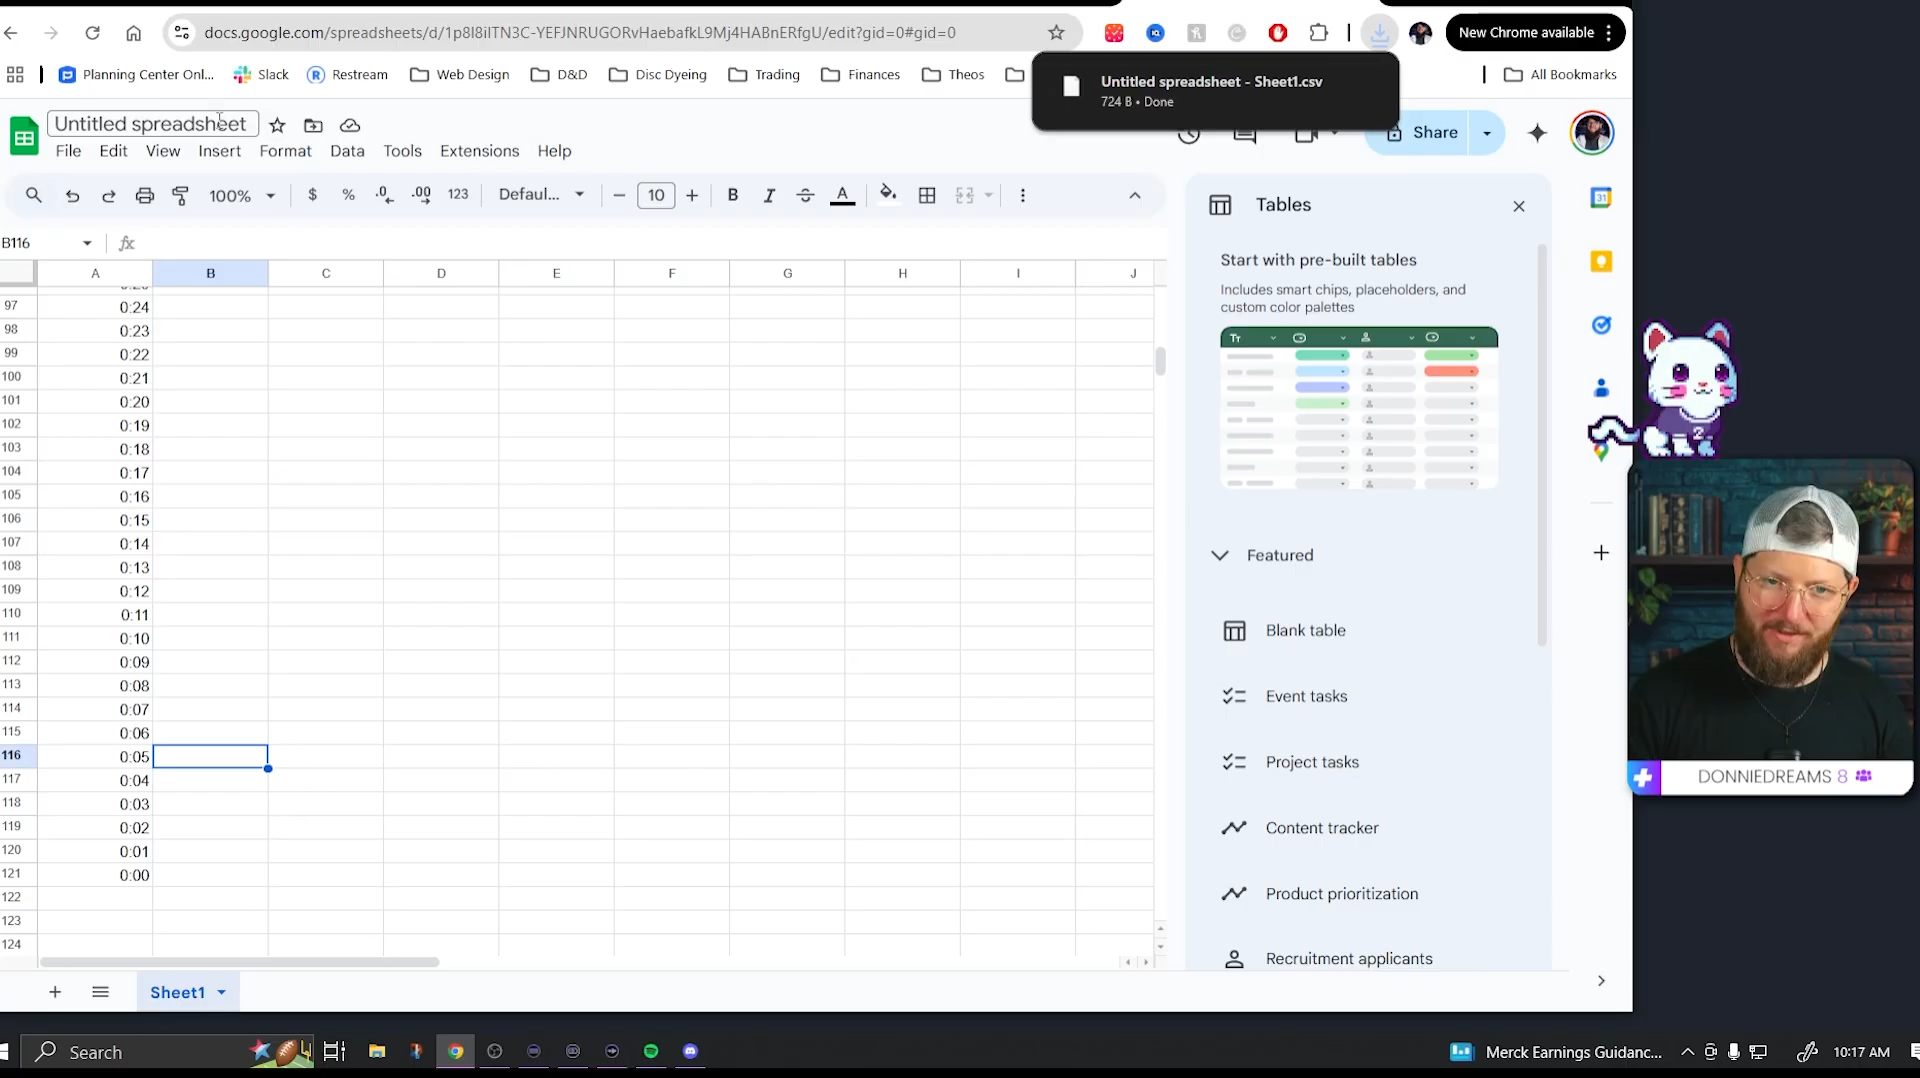 docs.google.com/spreadsheets/d/1p8l8ilTN3C-YEFJNRUGORvHaebafkL9Mj4HABnERfgU/edit?gid=0#gid=0
New Chrome available
Planning Center Onl...
Slack
Restream
Web Design
D&D
Disc Dyeing
Trading
Finances
Theos
All Bookmarks
Untitled spreadsheet - Sheet1.csv
724 B • Done
Untitled spreadsheet
File Edit View Insert Format Data Tools Extensions Help
Share
100%
$ % .0 .00 123
Defaul...
10
B I A
B116
fx
A B C D E F G H I J
97 0:24
98 0:23
99 0:22
100 0:21
101 0:20
102 0:19
103 0:18
104 0:17
105 0:16
106 0:15
107 0:14
108 0:13
109 0:12
110 0:11
111 0:10
112 0:09
113 0:08
114 0:07
115 0:06
116 0:05
117 0:04
118 0:03
119 0:02
120 0:01
121 0:00
122
123
124
Sheet1
Tables
Start with pre-built tables
Includes smart chips, placeholders, and
custom color palettes
Tr
Featured
Blank table
Event tasks
Project tasks
Content tracker
Product prioritization
Recruitment applicants
31
2
DONNIEDREAMS 8
Search
Merck Earnings Guidanc...
10:17 AM